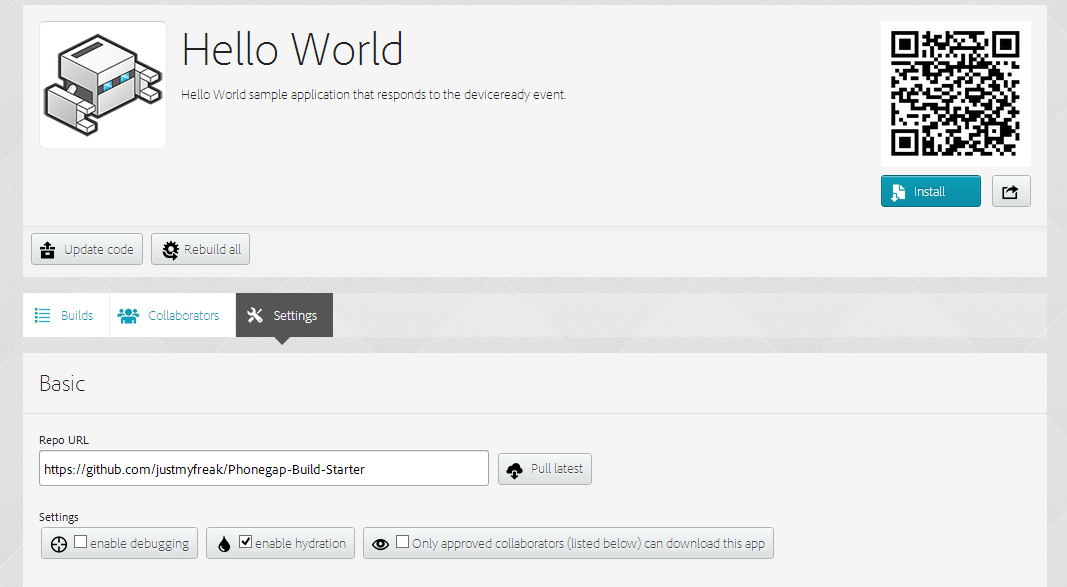 Hello World
Hello World sample application that responds to the deviceready event.
Install
Update code
Rebuild all
Builds
Collaborators
Settings
Basic
Repo URL
https://github.com/justmyfreak/Phonegap-Build-Starter
Pull latest
Settings
enable debugging
enable hydration
Only approved collaborators (listed below) can download this app